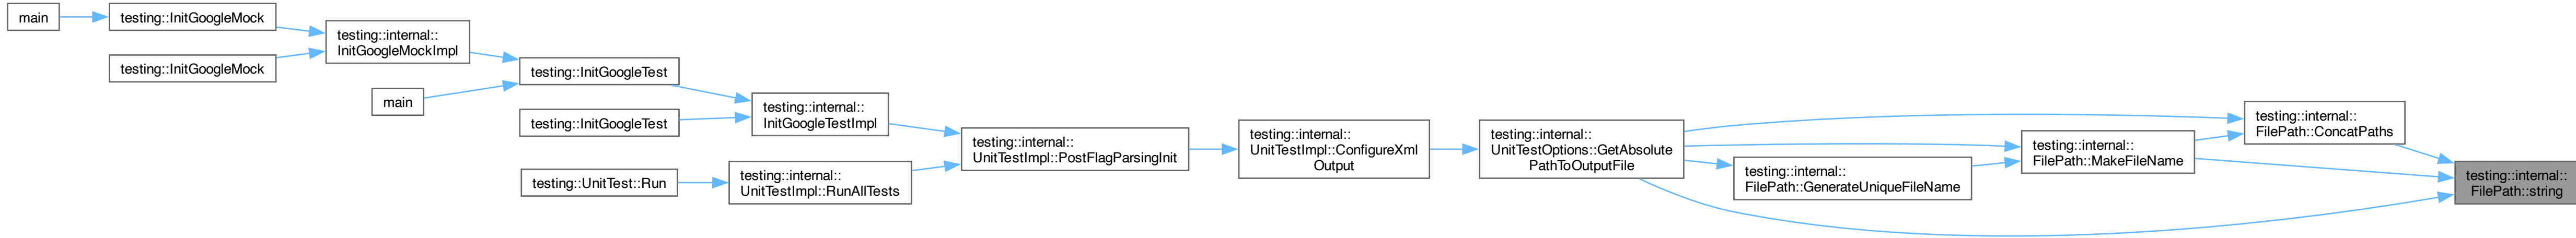 main
testing::InitGoogleMock
testing::InitGoogleMock
testing::internal::
InitGoogleMockImpl
main
testing::InitGoogleTest
testing::InitGoogleTest
testing::UnitTest::Run
testing::internal::
InitGoogleTestImpl
testing::internal::
UnitTestImpl::RunAllTests
testing::internal::
UnitTestImpl::PostFlagParsingInit
testing::internal::
UnitTestImpl::ConfigureXml
Output
testing::internal::
UnitTestOptions::GetAbsolute
PathToOutputFile
testing::internal::
FilePath::GenerateUniqueFileName
testing::internal::
FilePath::MakeFileName
testing::internal::
FilePath::ConcatPaths
testing::internal::
FilePath::string